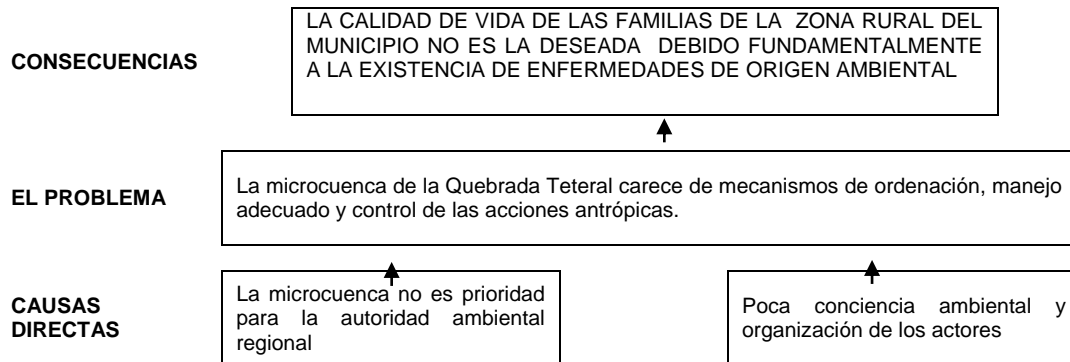 LA CALIDAD DE VIDA DE LAS FAMILIAS DE LA ZONA RURAL DEL
MUNICIPIO NO ES LA DESEADA DEBIDO FUNDAMENTALMENTE
A LA EXISTENCIA DE ENFERMEDADES DE ORIGEN AMBIENTAL
CONSECUENCIAS
EL PROBLEMA
La microcuenca de la Quebrada Teteral carece de mecanismos de ordenación, manejo
adecuado y control de las acciones antrópicas.
CAUSAS
DIRECTAS
La microcuenca no es prioridad
para la autoridad ambiental
regional
Poca conciencia ambiental y
organización de los actores